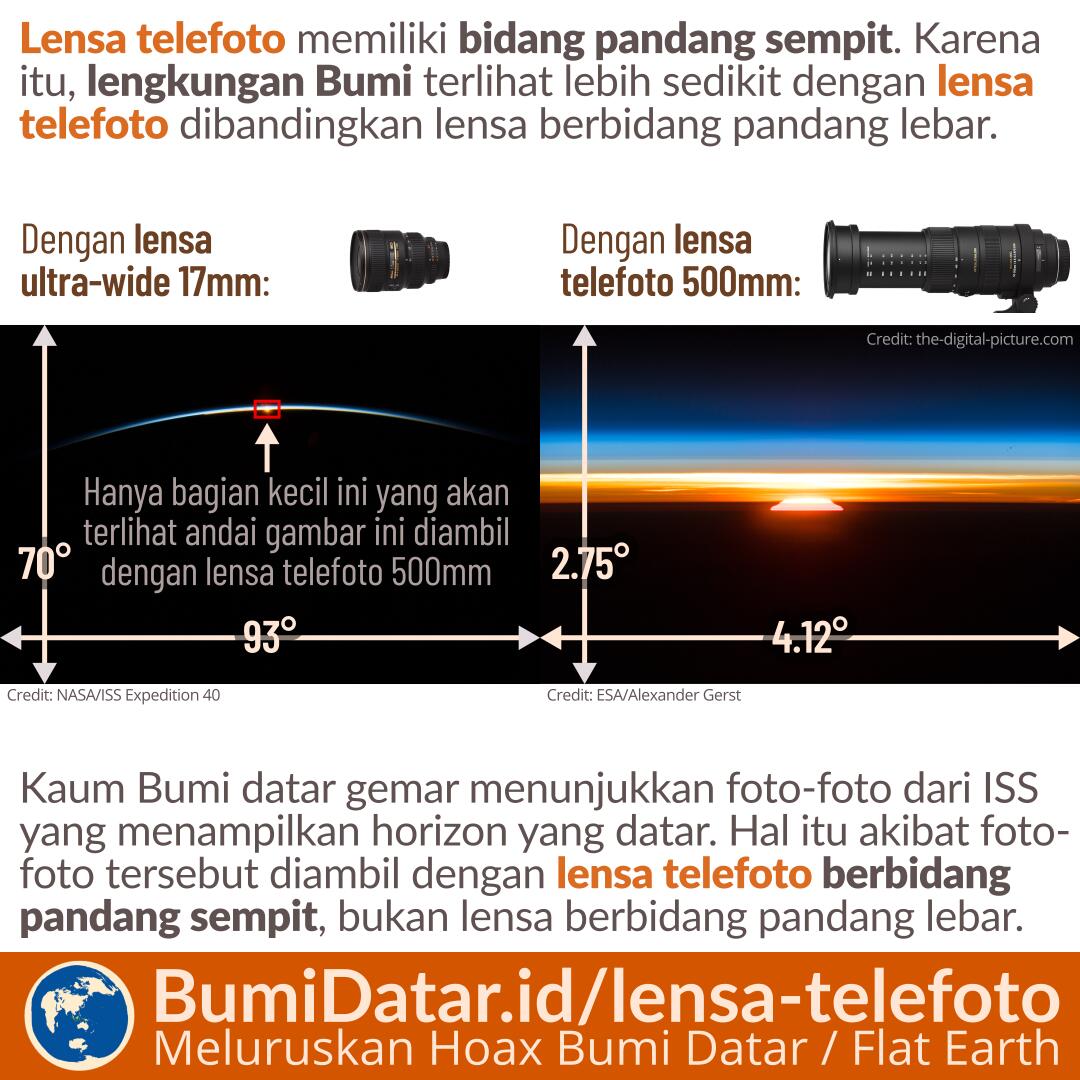 Lensa telefoto memiliki bidang pandang sempit. Karena
itu, lengkungan Bumi terlihat lebih sedikit dengan lensa
telefoto dibandingkan lensa berbidang pandang lebar.
Dengan lensa
ultra-wide 17mm:
Dengan lensa
telefoto 500mm:
Credit: the-digital-picture.com
Hanya bagian kecil ini yang akan
terlihat andai gambar ini diambil
dengan lensa telefoto 500mm
70°
93°
2.75°
4.12°
Credit: NASA/ISS Expedition 40
Credit: ESA/Alexander Gerst
Kaum Bumi datar gemar menunjukkan foto-foto dari ISS
yang menampilkan horizon yang datar. Hal itu akibat foto-
foto tersebut diambil dengan lensa telefoto berbidang
pandang sempit, bukan lensa berbidang pandang lebar.
BumiDatar.id/lensa-telefoto
Meluruskan Hoax Bumi Datar / Flat Earth